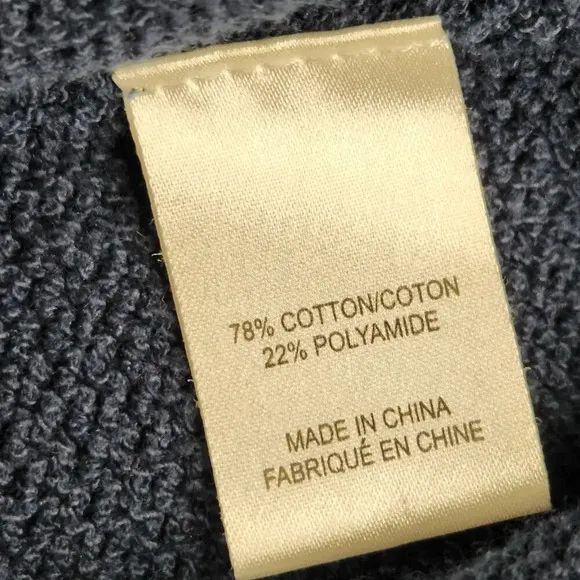 78% COTTON/COTON
22% POLYAMIDE
MADE IN CHINA
FABRIQUÉ EN CHINE